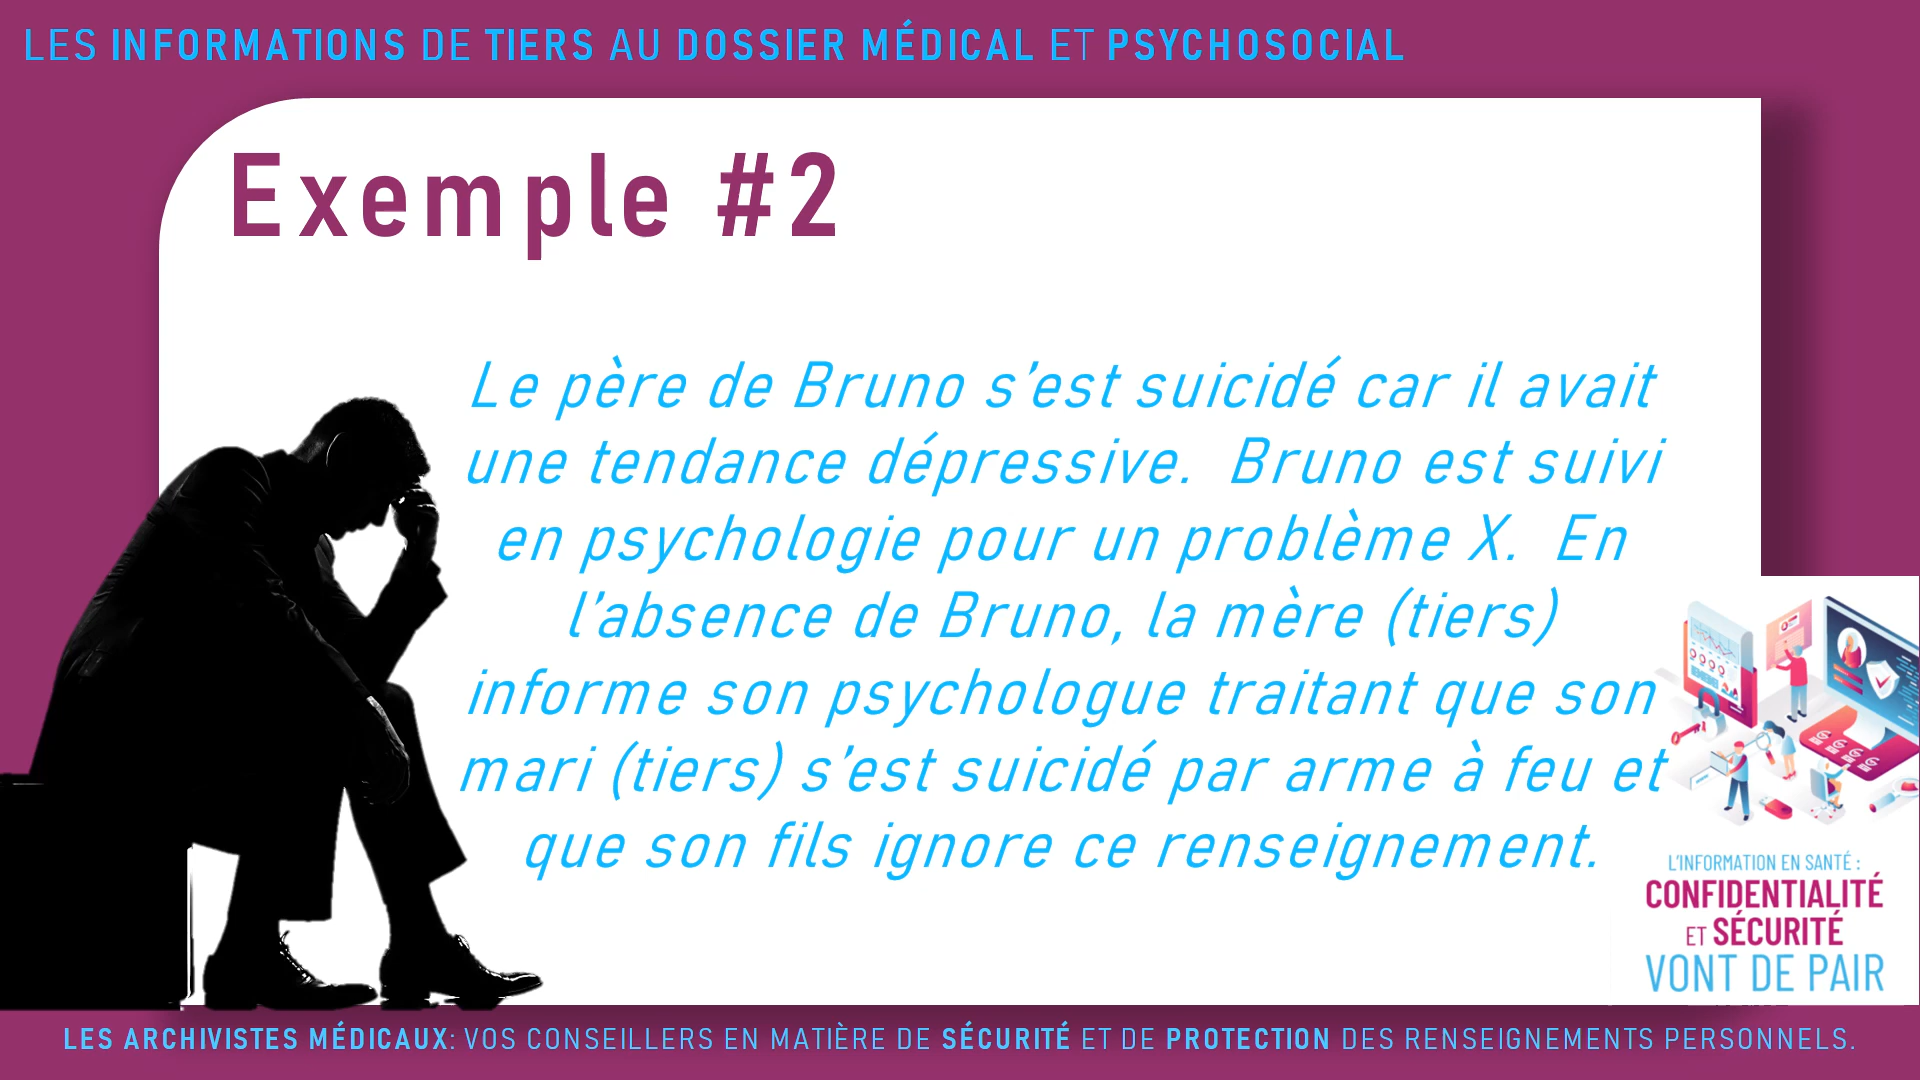 LES INFORMATIONS DE TIERS AU DOSSIER MÉDICAL ET PSYCHOSOCIAL
Exemple #2
Le père de Bruno s'est suicidé car il avait
une tendance dépressive.  Bruno est suivi
en psychologie pour un problème X.  En
l'absence de Bruno, la mère (tiers)
informe son psychologue traitant que son
mari (tiers) s'est suicidé par arme à feu et
que son fils ignore ce renseignement.
L'INFORMATION EN SANTÉ :
CONFIDENTIALITÉ
ET SÉCURITÉ
VONT DE PAIR
LES ARCHIVISTES MÉDICAUX: VOS CONSEILLERS EN MATIÈRE DE SÉCURITÉ ET DE PROTECTION DES RENSEIGNEMENTS PERSONNELS.